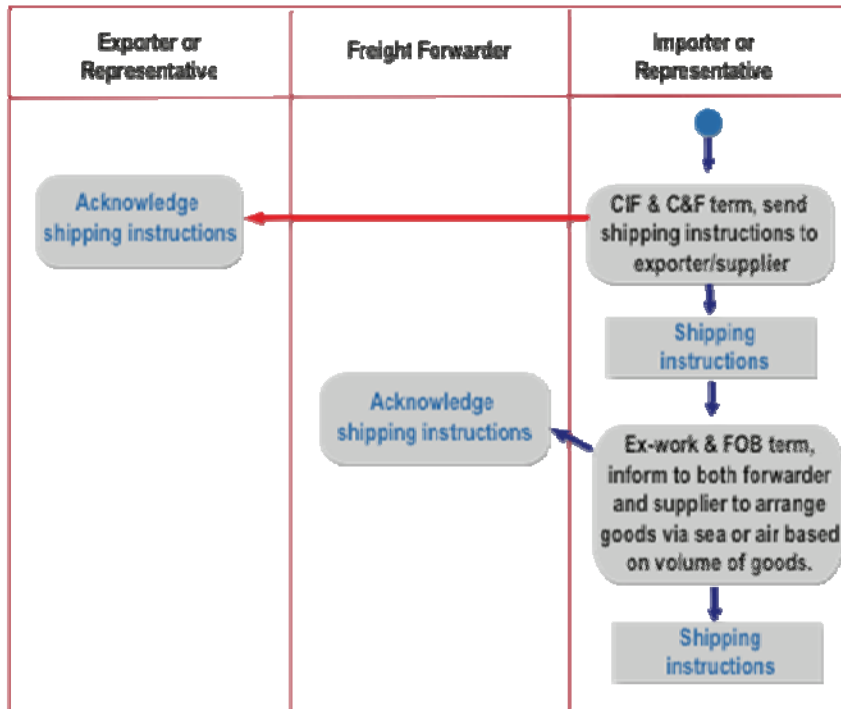 Exporter or
Representative
Freight Forwarder
Importer or
Representative
Acknowledge
shipping instructions
CIF & C&F term, send
shipping instructions to
exporter/supplier
Shipping
instructions
Acknowledge
shipping instructions
Ex-work & FOB term,
inform to both forwarder
and supplier to arrange
goods via sea or air based
on volume of goods.
Shipping
instructions